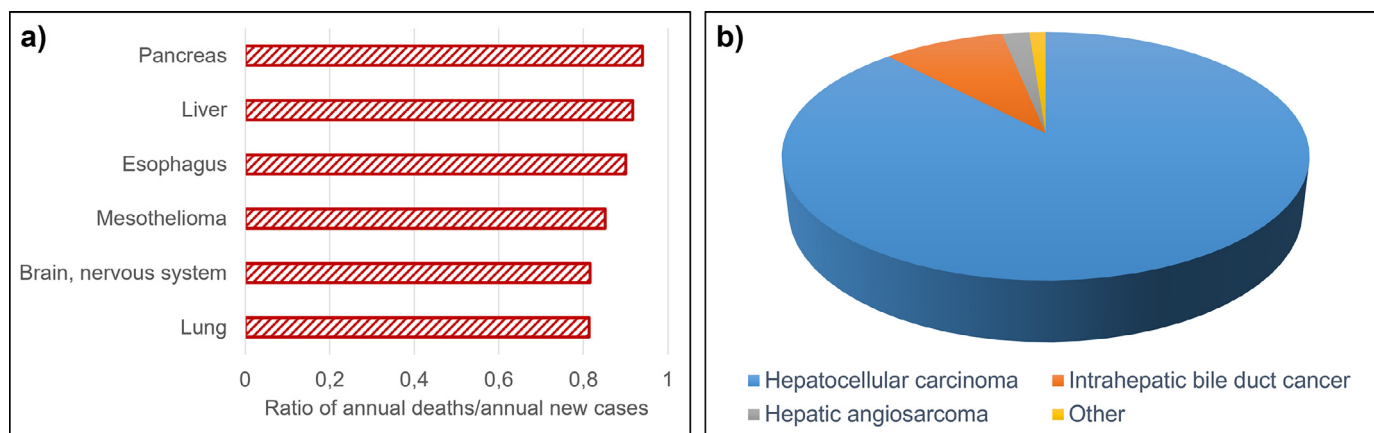 a)
Pancreas
Liver
Esophagus
Mesothelioma
Brain, nervous system
Lung
0 0,2 0,4 0,6 0,8 1
Ratio of annual deaths/annual new cases
b)
Hepatocellular carcinoma Intrahepatic bile duct cancer
Hepatic angiosarcoma Other